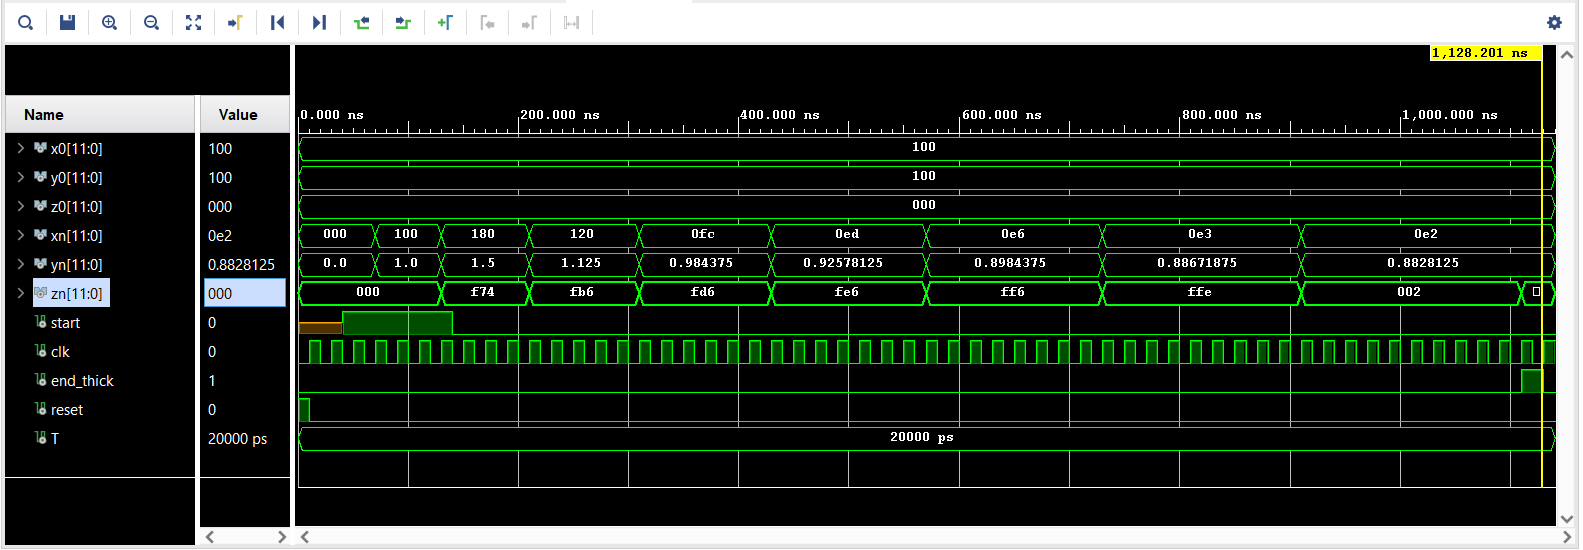 1,128.201 ns
Name Value 0.000 ns 200.000 ns 400.000 ns 600.000 ns 800.000 ns 1,000.000 ns
x0[11:0] 100 100
y0[11:0] 100 100
z0[11:0] 000 000
xn[11:0] 0e2 000 100 180 120 0fc 0ed 0e6 0e3 0e2
yn[11:0] 0.8828125 0.0 1.0 1.5 1.125 0.984375 0.92578125 0.8984375 0.88671875 0.8828125
zn[11:0] 000 000 f74 fb6 fd6 fe6 ff6 ffe 002
start 0
clk 0
end_thick 1
reset 0
T 20000 ps 20000 ps